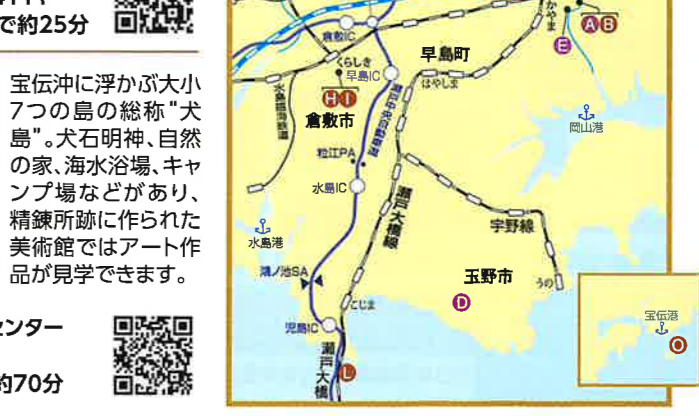 で約25分
宝伝沖に浮かぶ大小
7つの島の総称"犬
島"。犬石明神、自然
の家、海水浴場、キャ
ンプ場などがあり、
精錬所跡に作られた
美術館ではアート作
品が見学できます。
センター
約70分
倉敷IC
くらしき
早島IC
早島町
はやしま
かやま
A B
E
岡山港
H I
倉敷市
水島臨海鉄道
瀬戸中央自動車道
粒江PA
水島IC
瀬戸大橋線
宇野線
水島港
鴻ノ池SA
玉野市
うの
D
こじま
児島IC
瀬戸大橋
L
宝伝港
O